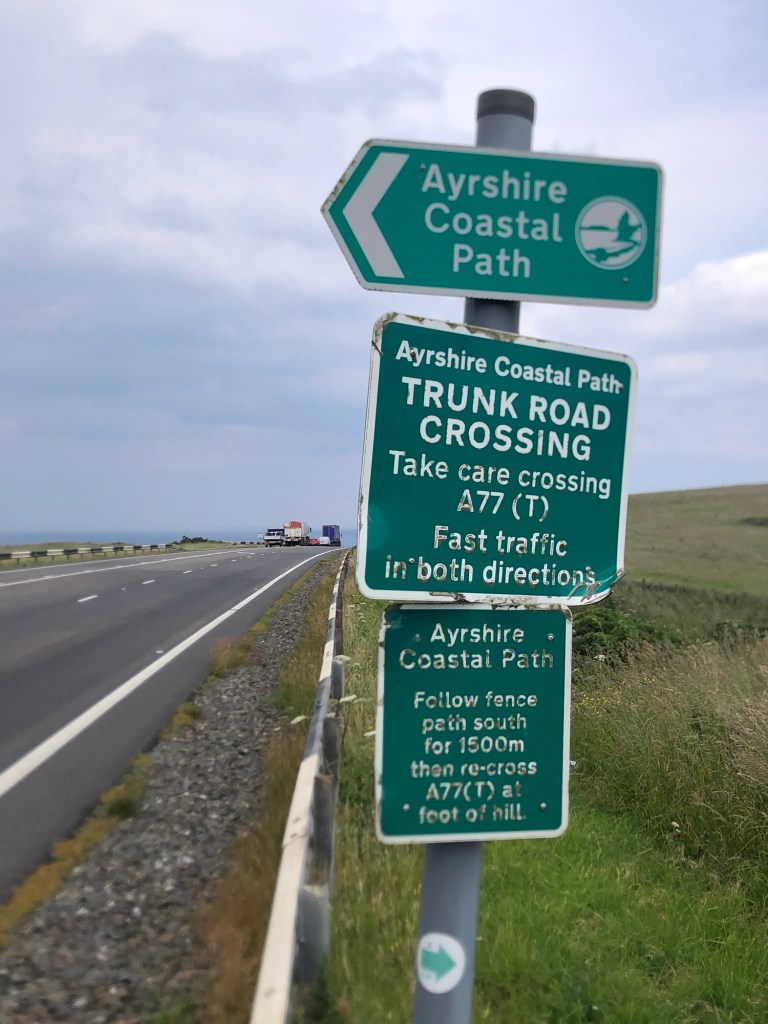 Ayrshire
Coastal
Path
Ayrshire Coastal Path
TRUNK ROAD
CROSSING
Take care crossing
A77 (T)
Fast traffic
in both directions
Ayrshire
Coastal Path
Follow fence
path south
for 1500m
then re-cross
A77(T) at
foot of hill.